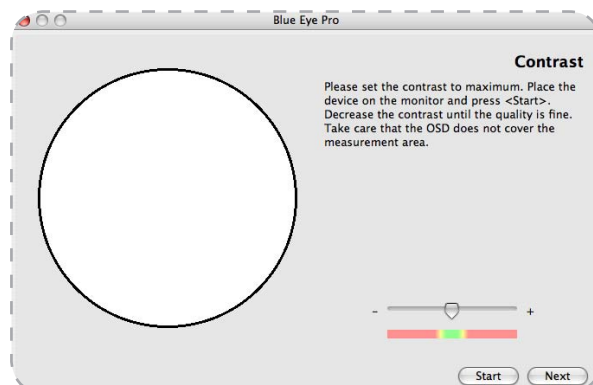 Blue Eye Pro
Contrast
Please set the contrast to maximum. Place the
device on the monitor and press <Start>.
Decrease the contrast until the quality is fine.
Take care that the OSD does not cover the
measurement area.
- +
Start Next